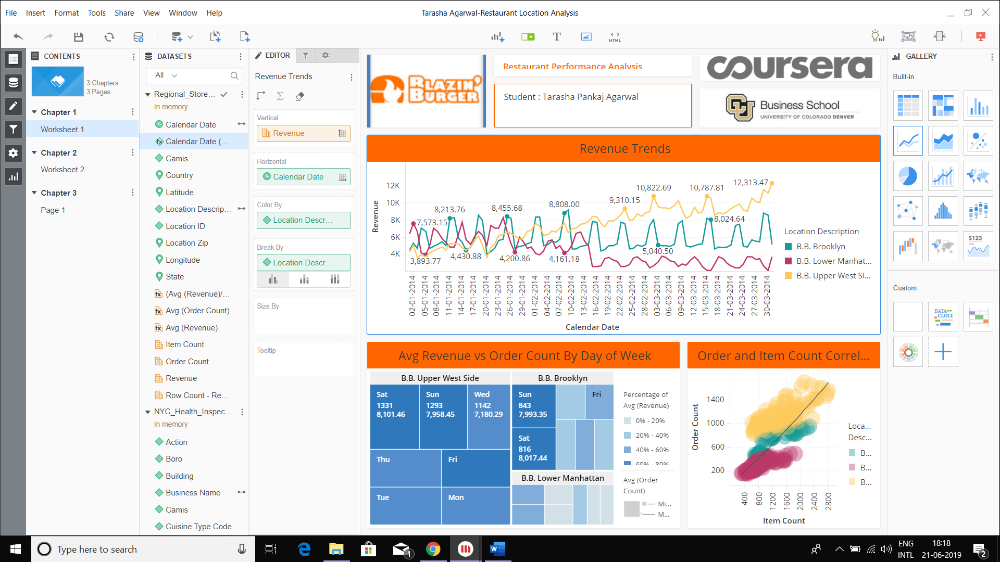 File Insert Format Tools Share View Window Help
Tarasha Agarwal-Restaurant Location Analysis
T
HTML
CONTENTS
3 Chapters
3 Pages
Chapter 1
Worksheet 1
Chapter 2
Worksheet 2
Chapter 3
Page 1
DATASETS
All
Regional_Store...
In memory
Calendar Date
fx Calendar Date (...
Camis
Country
Latitude
Location Descrip...
Location ID
Location Zip
Longitude
State
fx (Avg (Revenue)/...
fx Avg (Order Count)
fx Avg (Revenue)
Item Count
Order Count
Revenue
Row Count - Re...
NYC_Health_Inspec...
In memory
Action
Boro
Building
Business Name
Camis
Cuisine Type Code
EDITOR
Revenue Trends
Vertical
Revenue
Horizontal
Calendar Date
Color By
Location Descr...
Break By
Location Descr...
Size By
Tooltip
BLAZIN'
BURGER
Restaurant Performance Analysis
Student : Tarasha Pankaj Agarwal
coursera
CU Business School
UNIVERSITY OF COLORADO DENVER
Revenue Trends
Revenue
12K
10K
8K
6K
4K
7,573.15
3,893.77
8,213.76
4,430.88
8,455.68
4,200.86
8,808.00
4,161.18
9,310.15
10,822.69
5,040.50
10,787.81
8,024.64
12,313.47
02-01-2014 05-01-2014 08-01-2014 11-01-2014 14-01-2014 17-01-2014 20-01-2014 23-01-2014 26-01-2014 29-01-2014 01-02-2014 04-02-2014 07-02-2014 10-02-2014 13-02-2014 16-02-2014 19-02-2014 22-02-2014 25-02-2014 28-02-2014 03-03-2014 06-03-2014 09-03-2014 12-03-2014 15-03-2014 18-03-2014 21-03-2014 24-03-2014 27-03-2014 30-03-2014
Calendar Date
Location Description
B.B. Brooklyn
B.B. Lower Manhat...
B.B. Upper West Si...
Avg Revenue vs Order Count By Day of Week
B.B. Upper West Side
Sat
1331
8,101.46
Sun
1293
7,958.45
Wed
1142
7,180.29
Thu
Fri
Tue
Mon
B.B. Brooklyn
Sun
843
7,993.35
Fri
Sat
816
8,017.44
B.B. Lower Manhattan
Percentage of
Avg (Revenue)
0% - 20%
20% - 40%
40% - 60%
60% - 80%
Avg (Order
Count)
Mi...
M...
Order and Item Count Correl...
Order Count
1400
1000
600
200
400 800 1200 1600 2000 2400 2800
Item Count
Loca...
Desc...
B...
B...
B...
GALLERY
Built-in
$123
Custom
DATA
CLOUD
Type here to search
1
W
ENG
INTL
18:18
21-06-2019
2